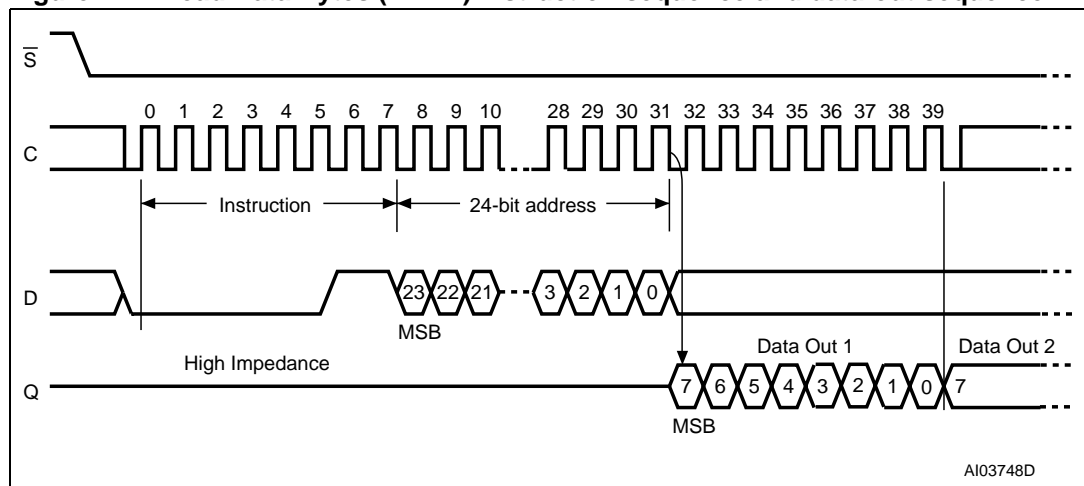 S
0 1 2 3 4 5 6 7 8 9 10 28 29 30 31 32 33 34 35 36 37 38 39
C
Instruction 24-bit address
D 23 22 21 3 2 1 0
MSB
High Impedance Data Out 1 Data Out 2
Q 7 6 5 4 3 2 1 0 7
MSB
AI03748D